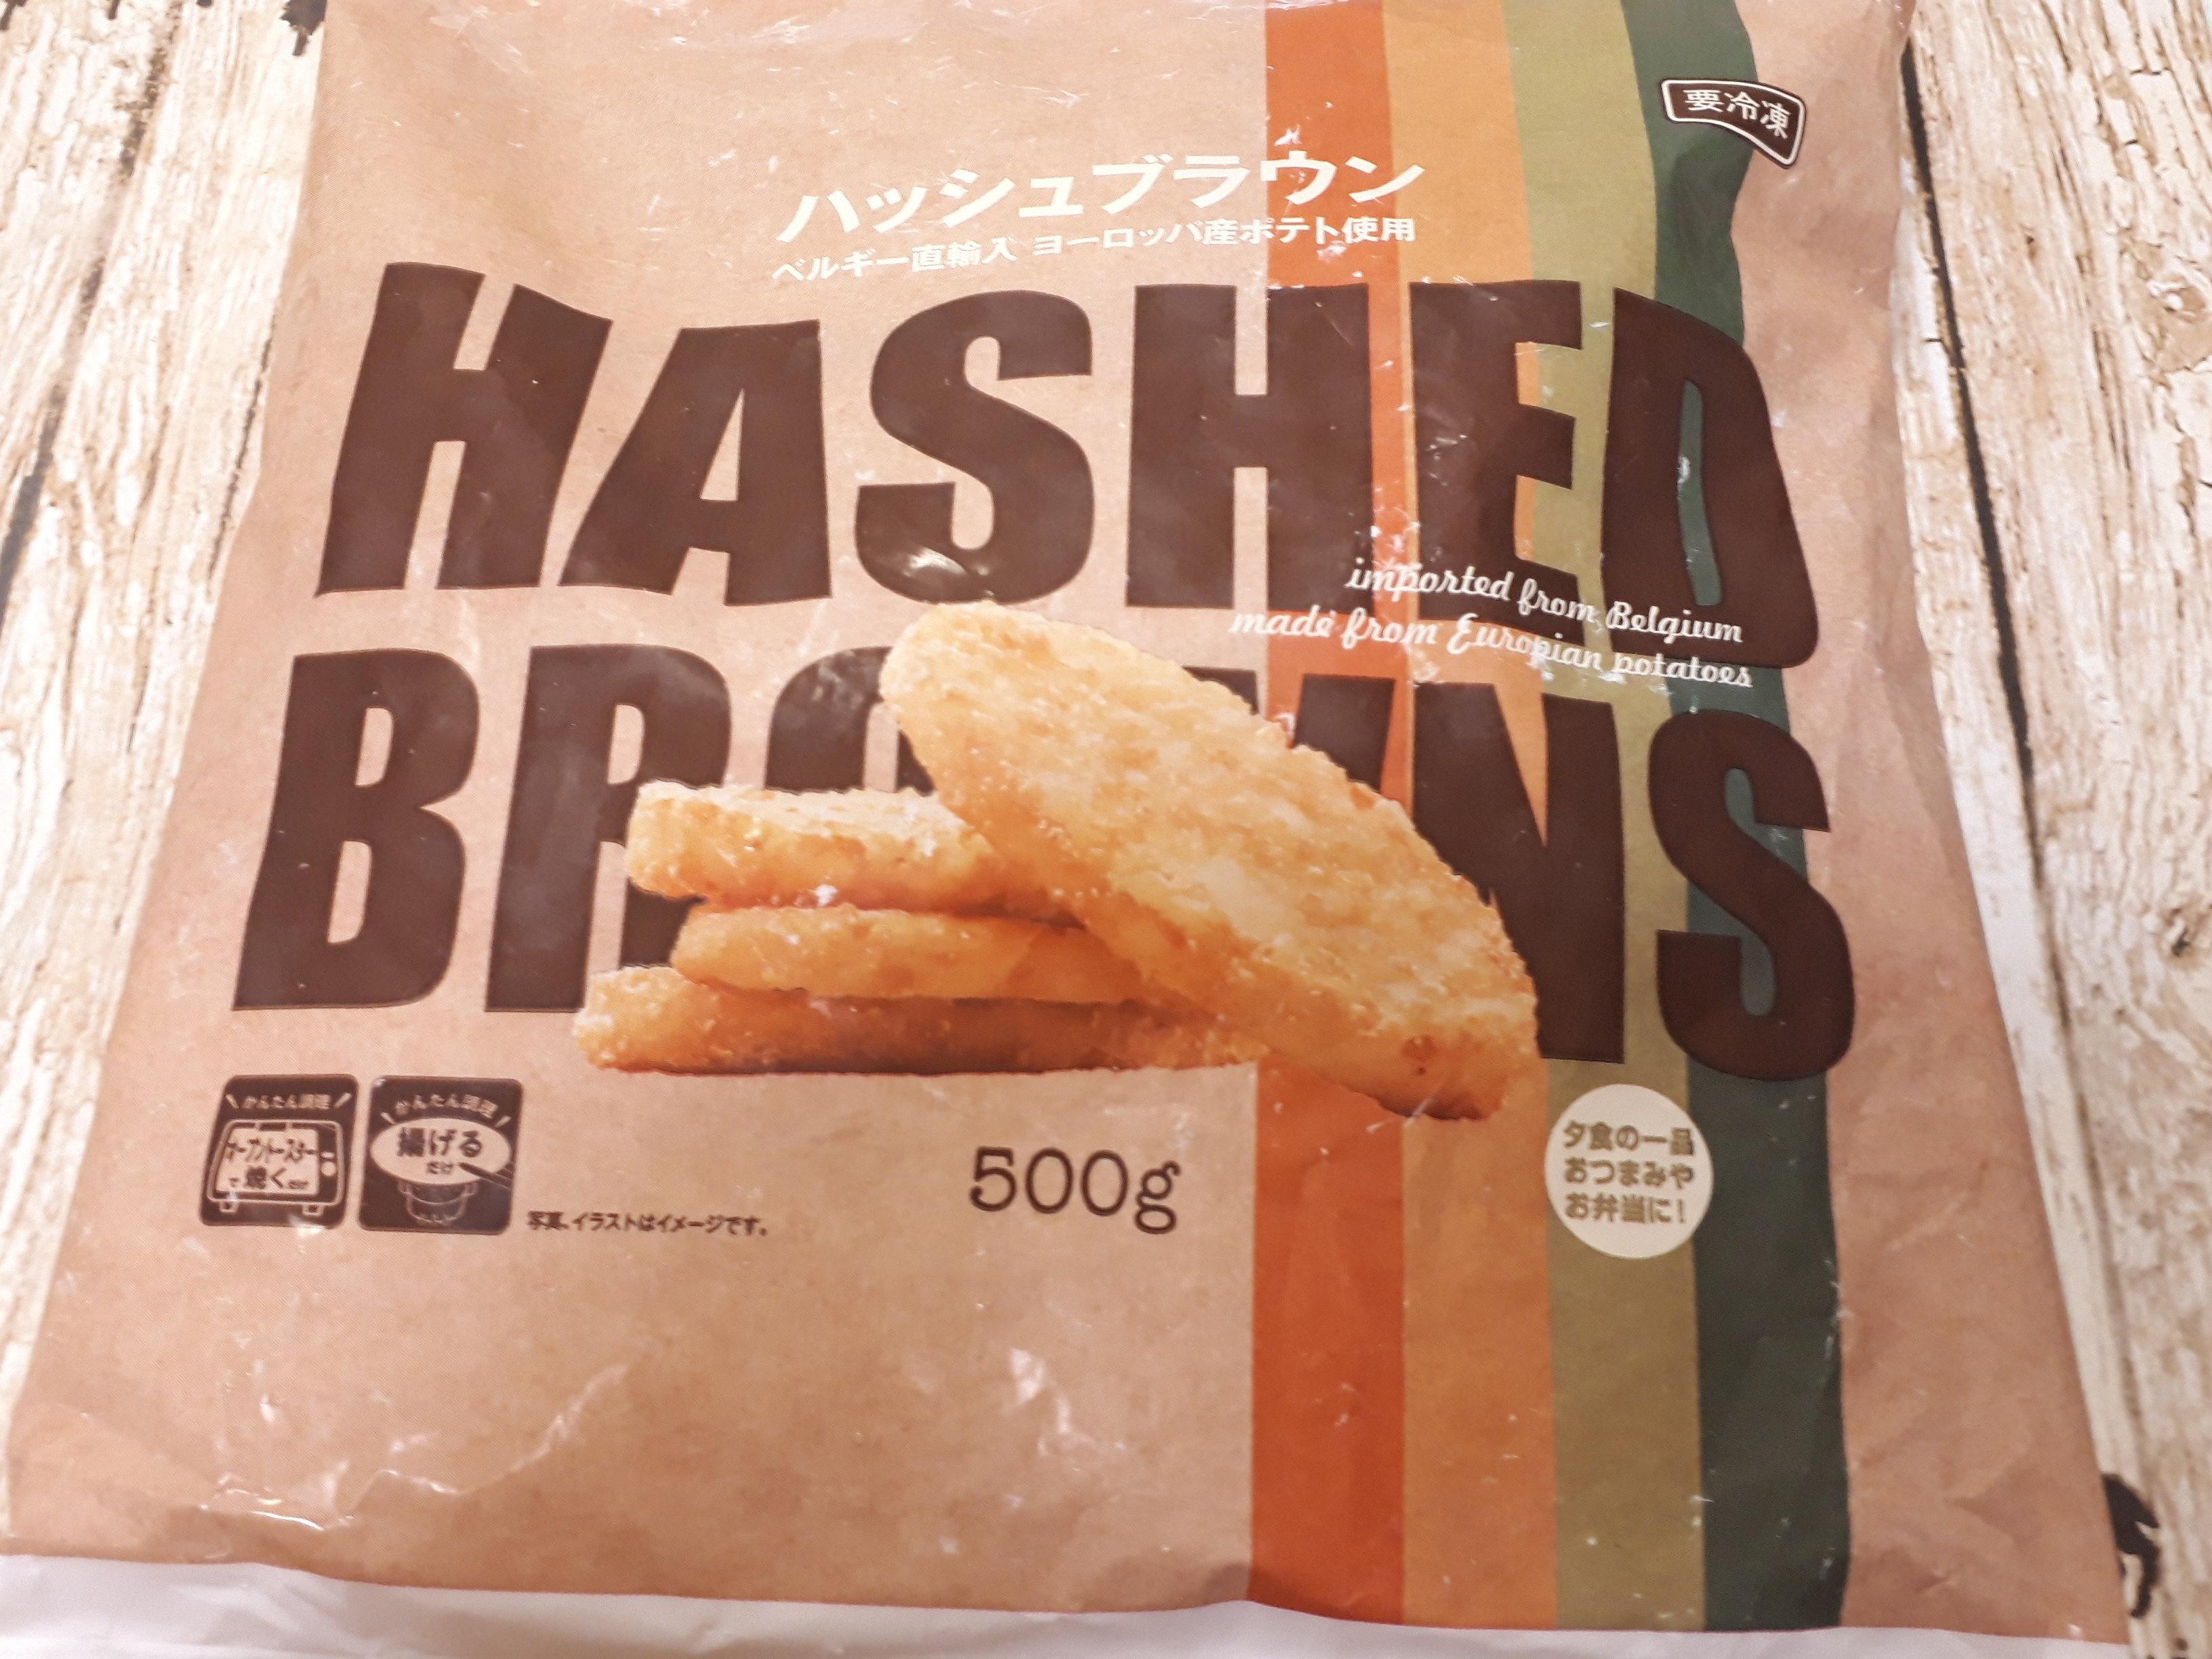 要冷凍
ハッシュブラウン
ベルギー直輸入 ヨーロッパ産ポテト使用
HASHED
imported from Belgium
made from Europian potatoes
BROWNS
かんたん調理
オーブントースター
で焼くだけ
かんたん調理
揚げる
だけ
写真、イラストはイメージです。
500g
夕食の一品
おつまみや
お弁当に!